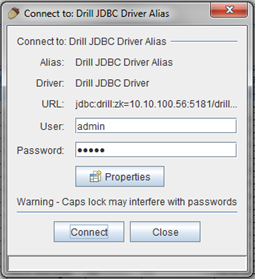 Connect to: Drill JDBC Driver Alias
Connect to: Drill JDBC Driver Alias
Alias: Drill JDBC Driver Alias
Driver: Drill JDBC Driver
URL: jdbc:drill:zk=10.10.100.56:5181/drill...
User: admin
Password: •••••
Properties
Warning - Caps lock may interfere with passwords
Connect Close